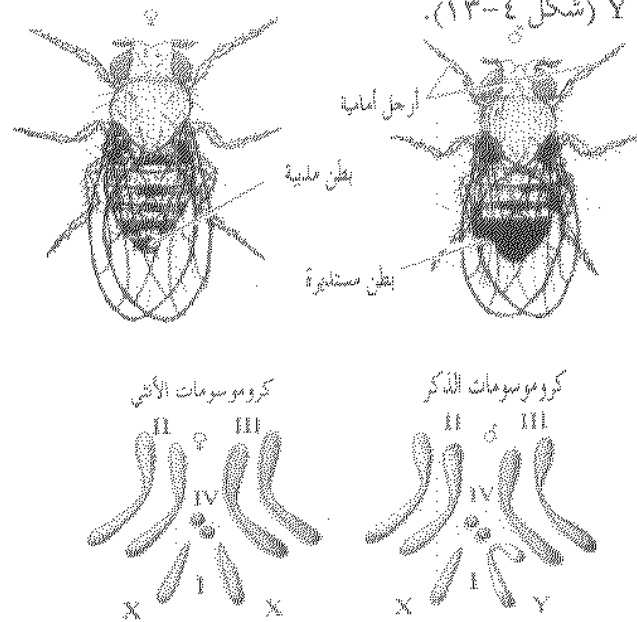 Y (شكل ٤-١٣).
♀
♂
أرجل أمامية
بطن مدببة
بطن مستديرة
كروموسومات الأنثى
كروموسومات الذكر
II ♀ III
II ♂ III
IV
IV
I
I
X X
X Y